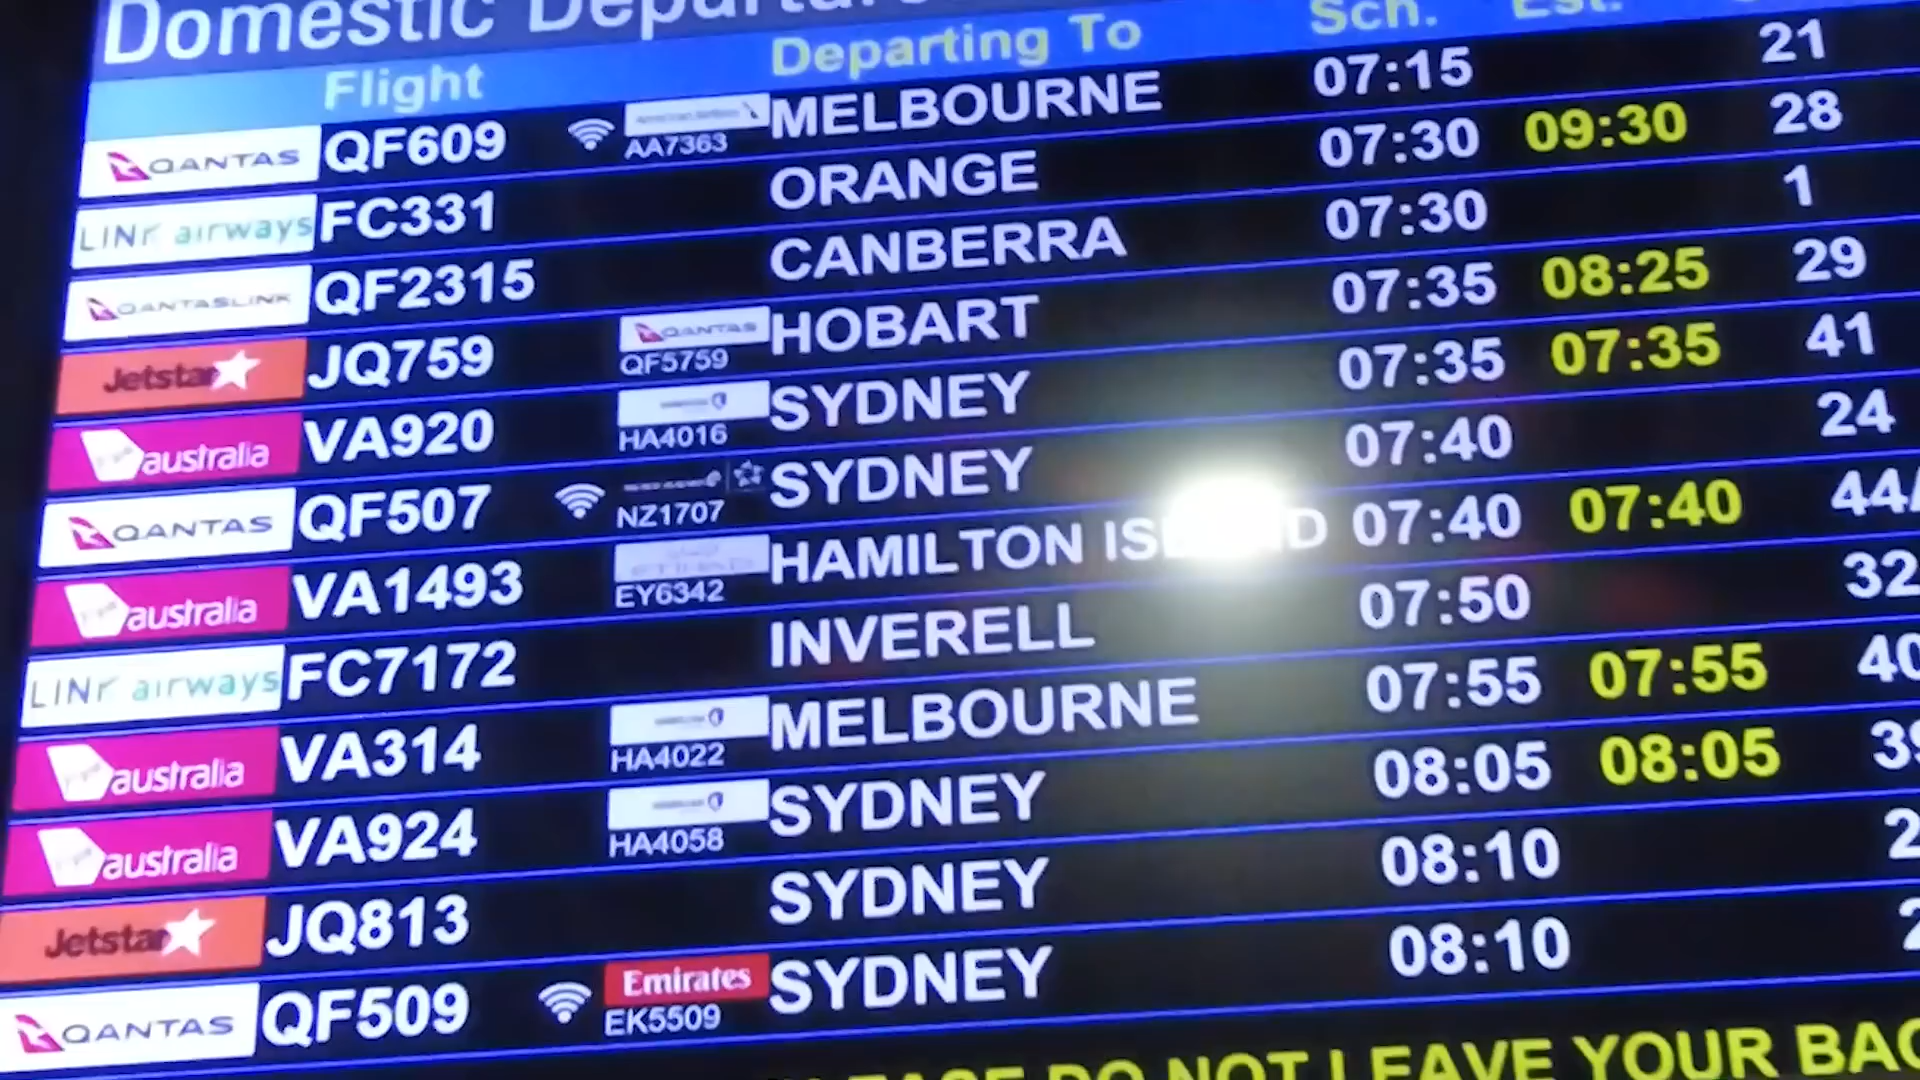 Domestic
Flight Departing To Sch. Est.
QANTAS QF609 AA7363 MELBOURNE 07:15 21
LINK airways FC331 ORANGE 07:30 09:30 28
QANTASLINK QF2315 CANBERRA 07:30 1
Jetstar JQ759 QANTAS QF5759 HOBART 07:35 08:25 29
australia VA920 HA4016 SYDNEY 07:35 07:35 41
QANTAS QF507 NZ1707 SYDNEY 07:40 24
australia VA1493 ETIHAD EY6342 HAMILTON 07:40 07:40 44
LINK airways FC7172 INVERELL 07:50 32
australia VA314 HA4022 MELBOURNE 07:55 07:55 40
australia VA924 HA4058 SYDNEY 08:05 08:05
Jetstar JQ813 SYDNEY 08:10
QANTAS QF509 Emirates EK5509 SYDNEY 08:10
DO NOT LEAVE YOUR